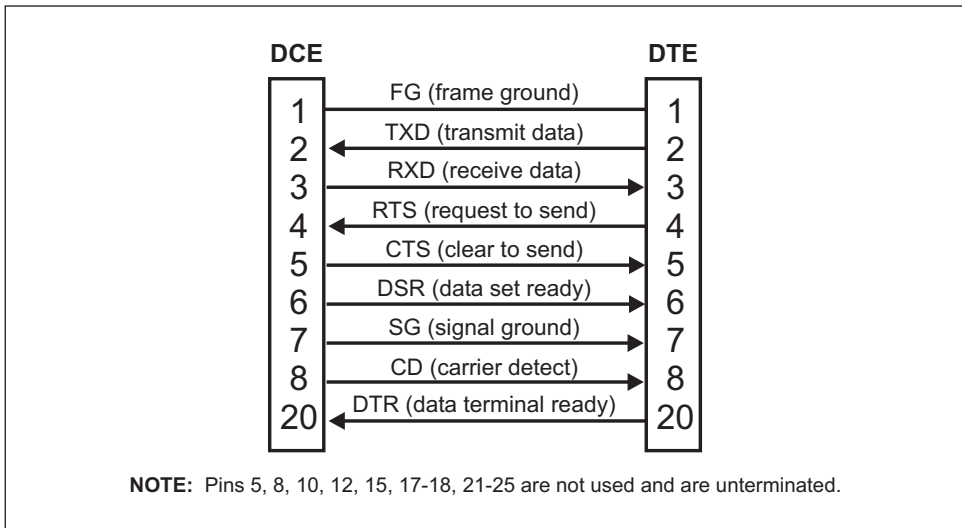 DCE DTE
1 FG (frame ground) 1
2 TXD (transmit data) 2
3 RXD (receive data) 3
4 RTS (request to send) 4
5 CTS (clear to send) 5
6 DSR (data set ready) 6
7 SG (signal ground) 7
8 CD (carrier detect) 8
20 DTR (data terminal ready) 20
NOTE: Pins 5, 8, 10, 12, 15, 17-18, 21-25 are not used and are unterminated.